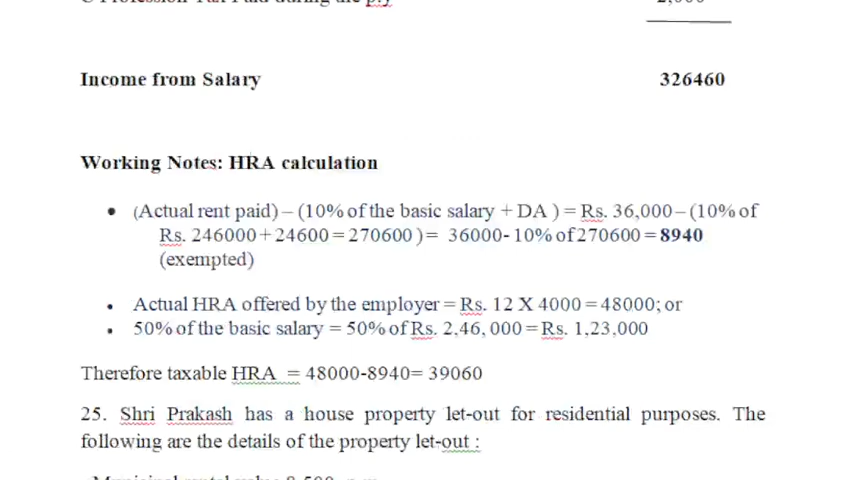 Income from Salary 326460
Working Notes: HRA calculation
• (Actual rent paid) – (10% of the basic salary + DA ) = Rs. 36,000 – (10% of
Rs. 246000 + 24600 = 270600 ) = 36000- 10% of 270600 = 8940
(exempted)
• Actual HRA offered by the employer = Rs. 12 X 4000 = 48000; or
• 50% of the basic salary = 50% of Rs. 2,46, 000 = Rs. 1,23,000
Therefore taxable HRA = 48000-8940= 39060
25. Shri Prakash has a house property let-out for residential purposes. The
following are the details of the property let-out :